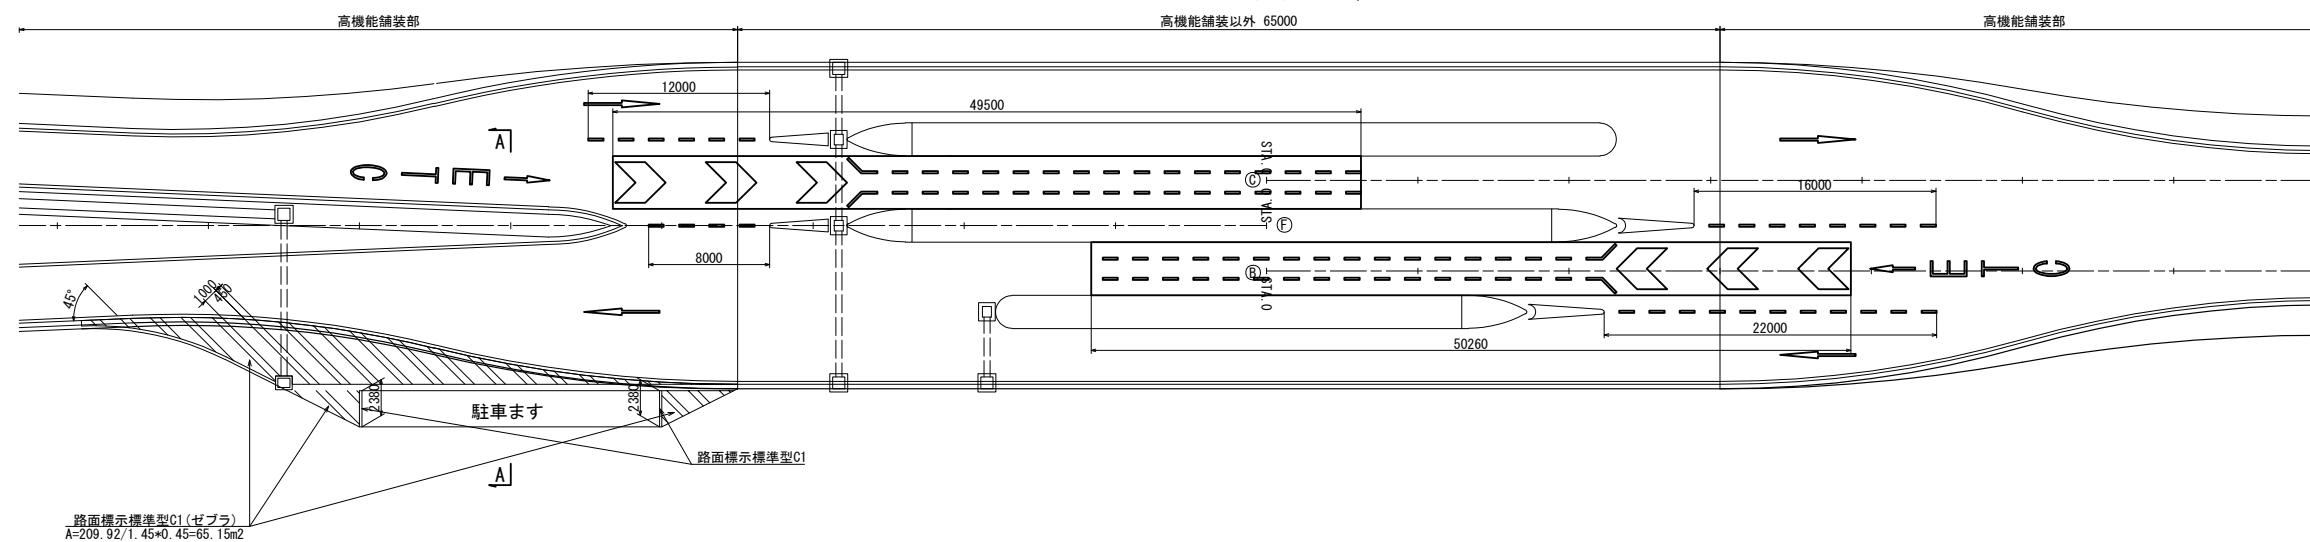 高機能舗装部
高機能舗装以外 65000
高機能舗装部
12000
49500
A
ETC
STA. 0
C
16000
STA. 0
F
8000
B
STA. 0
ETC
45°
1000
450
22000
50260
2380
2380
駐車ます
路面標示標準型C1
A
路面標示標準型C1(ゼブラ)
A=209.92/1.45*0.45=65.15m2